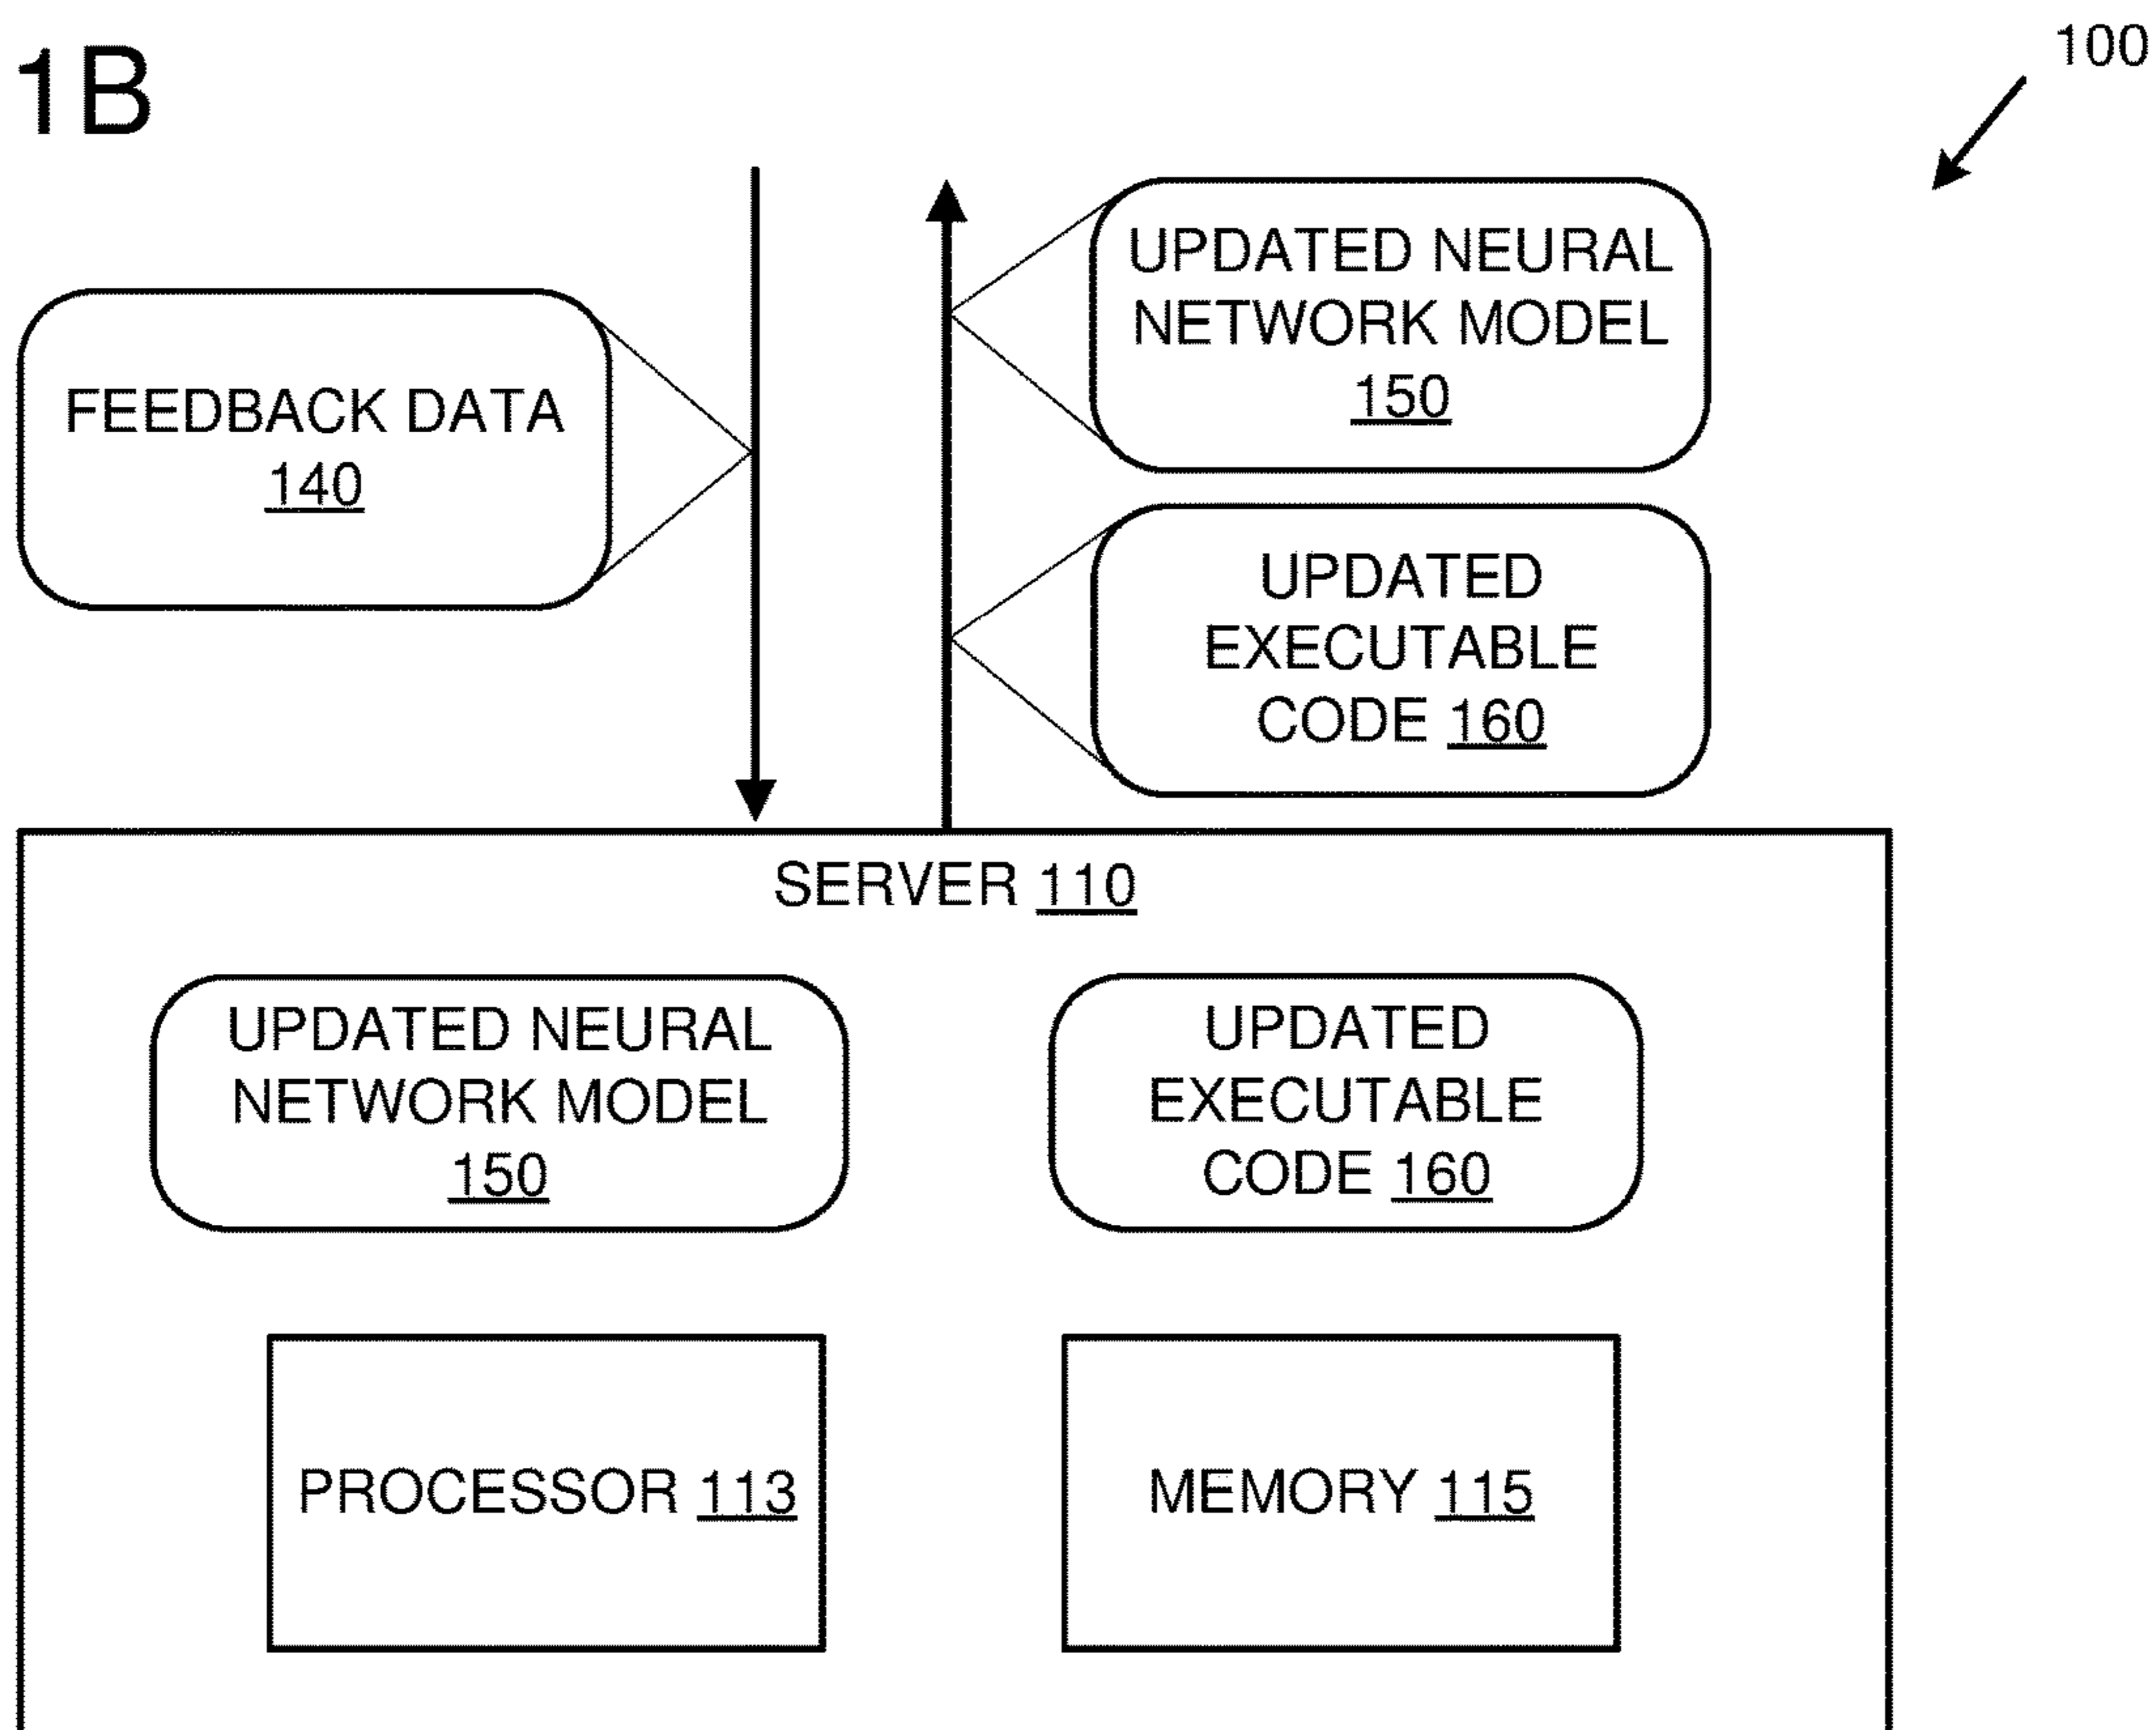 100
1B
UPDATED NEURAL
NETWORK MODEL
150
FEEDBACK DATA
140
UPDATED
EXECUTABLE
CODE 160
SERVER 110
UPDATED NEURAL
NETWORK MODEL
150
UPDATED
EXECUTABLE
CODE 160
PROCESSOR 113
MEMORY 115